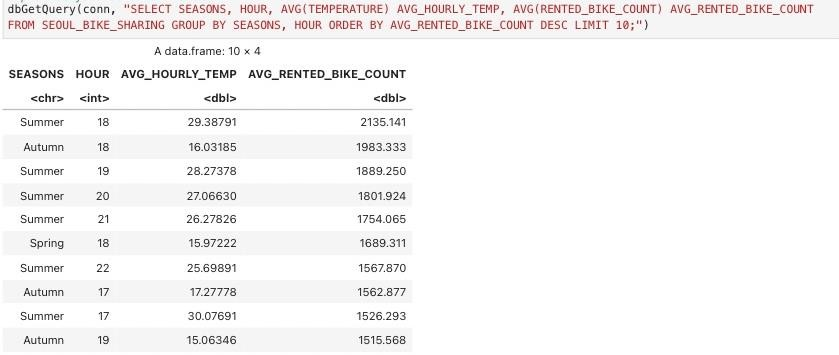 dbGetQuery(conn, "SELECT SEASONS, HOUR, AVG(TEMPERATURE) AVG_HOURLY_TEMP, AVG(RENTED_BIKE_COUNT) AVG_RENTED_BIKE_COUNT
FROM SEOUL_BIKE_SHARING GROUP BY SEASONS, HOUR ORDER BY AVG_RENTED_BIKE_COUNT DESC LIMIT 10;")
A data.frame: 10 × 4
SEASONS HOUR AVG_HOURLY_TEMP AVG_RENTED_BIKE_COUNT
<chr> <int> <dbl> <dbl>
Summer 18 29.38791 2135.141
Autumn 18 16.03185 1983.333
Summer 19 28.27378 1889.250
Summer 20 27.06630 1801.924
Summer 21 26.27826 1754.065
Spring 18 15.97222 1689.311
Summer 22 25.69891 1567.870
Autumn 17 17.27778 1562.877
Summer 17 30.07691 1526.293
Autumn 19 15.06346 1515.568